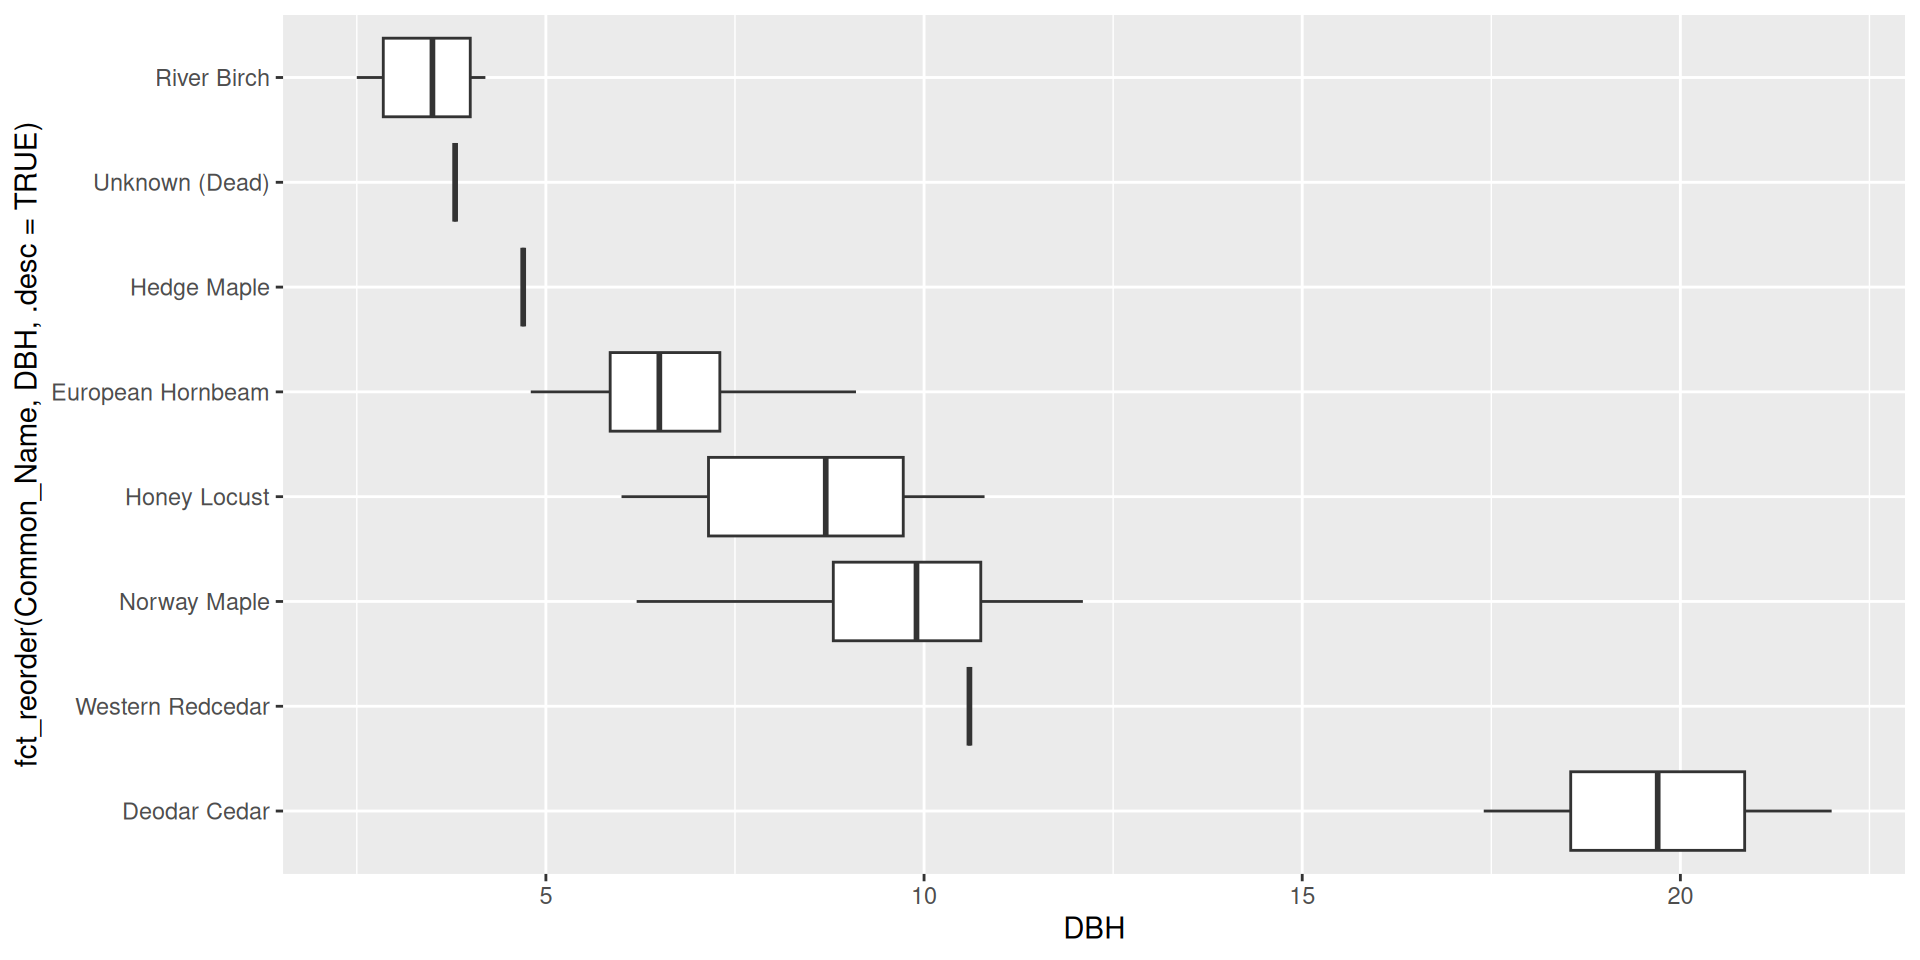 fct_reorder(Common_Name, DBH, .desc = TRUE)
River Birch
Unknown (Dead)
Hedge Maple
European Hornbeam
Honey Locust
Norway Maple
Western Redcedar
Deodar Cedar
5 10 15 20
DBH